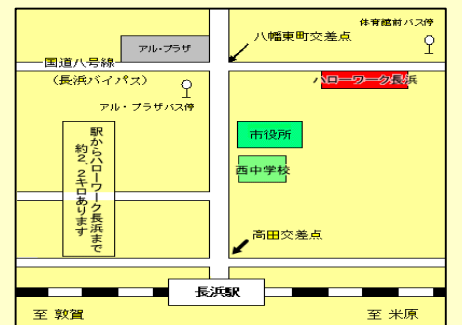 体育館前バス停
八幡東町交差点
アル・プラザ
国道八号線
(長浜バイパス)
ハローワーク長浜
アル・プラザバス停
駅からハローワーク長浜まで
約2.2キロあります
市役所
西中学校
高田交差点
長浜駅
至 敦賀
至 米原